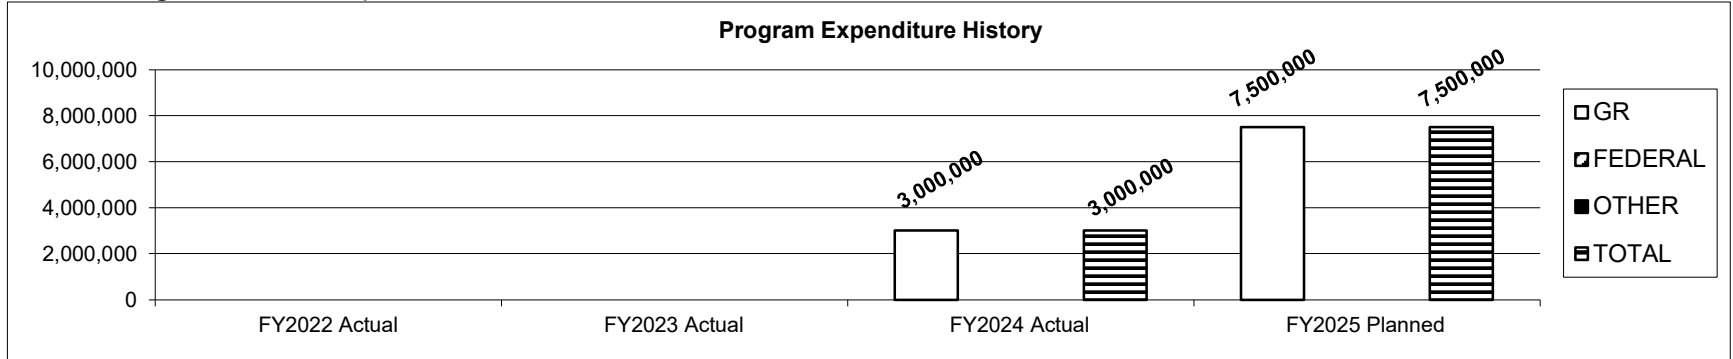 Program Expenditure History
10,000,000
8,000,000
6,000,000
4,000,000
2,000,000
0
3,000,000
3,000,000
7,500,000
7,500,000
FY2022 Actual
FY2023 Actual
FY2024 Actual
FY2025 Planned
GR
FEDERAL
OTHER
TOTAL